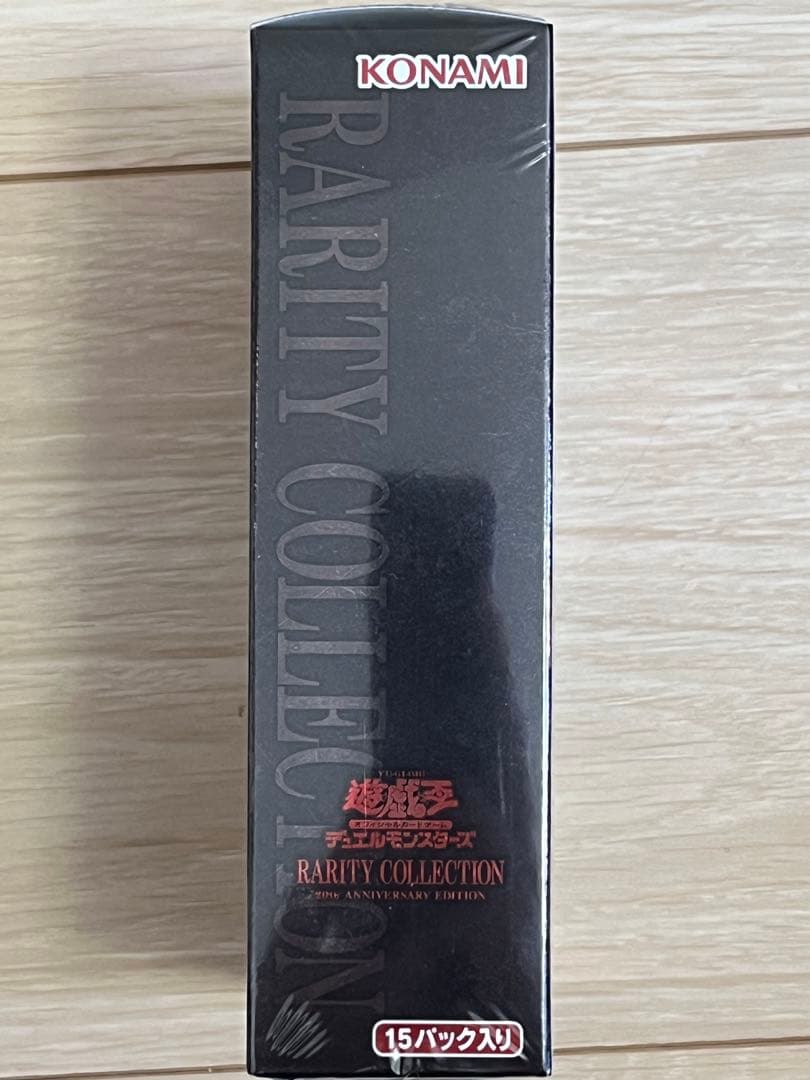 KONAMI
RARITY COLLECTION
YU-GI-OH!
遊戯王
オフィシャルカードゲーム
デュエルモンスターズ
RARITY COLLECTION
20th ANNIVERSARY EDITION
15パック入り